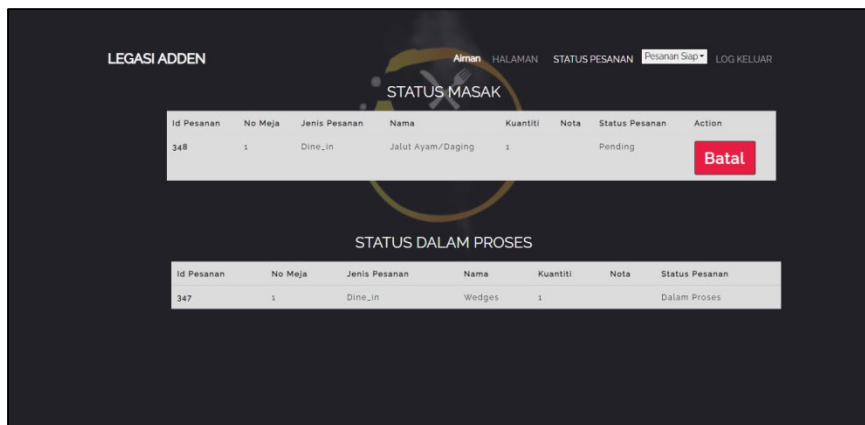 LEGASI ADDEN Aiman HALAMAN STATUS PESANAN Pesanan Siap LOG KELUAR
STATUS MASAK
Id Pesanan No Meja Jenis Pesanan Nama Kuantiti Nota Status Pesanan Action
348 1 Dine_in Jalut Ayam/Daging 1 Pending Batal
STATUS DALAM PROSES
Id Pesanan No Meja Jenis Pesanan Nama Kuantiti Nota Status Pesanan
347 1 Dine_in Wedges 1 Dalam Proses